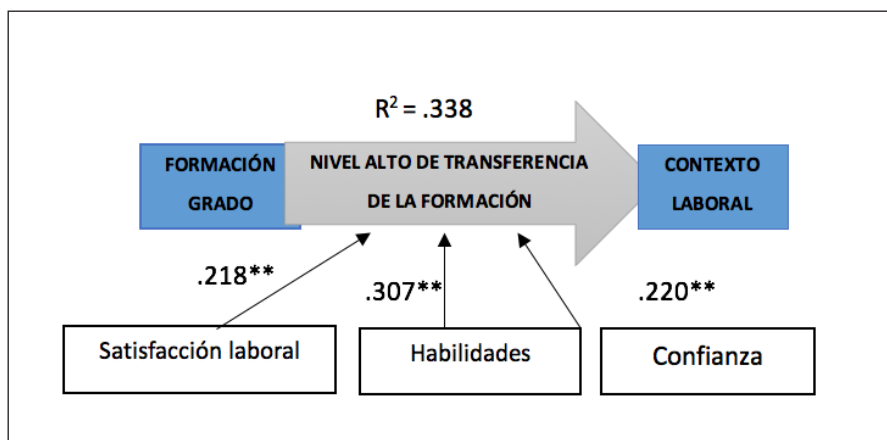 R² = .338
FORMACIÓN
GRADO
NIVEL ALTO DE TRANSFERENCIA
DE LA FORMACIÓN
CONTEXTO
LABORAL
.218**
.307**
.220**
Satisfacción laboral
Habilidades
Confianza